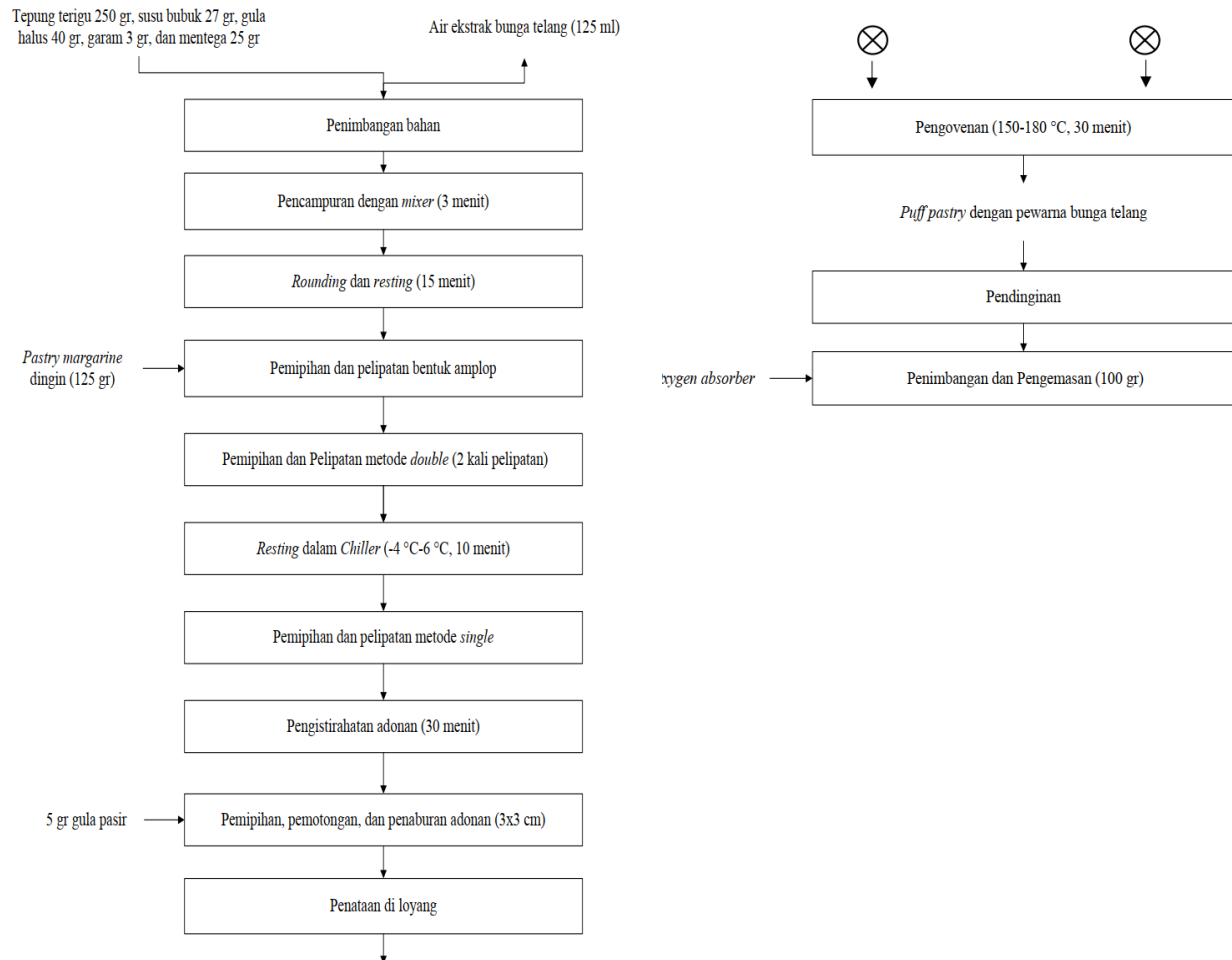 Tepung terigu 250 gr, susu bubuk 27 gr, gula
halus 40 gr, garam 3 gr, dan mentega 25 gr
Air ekstrak bunga telang (125 ml)
Penimbangan bahan
Pencampuran dengan mixer (3 menit)
Rounding dan resting (15 menit)
Pastry margarine
dingin (125 gr)
Pemipihan dan pelipatan bentuk amplop
Pemipihan dan Pelipatan metode double (2 kali pelipatan)
Resting dalam Chiller (-4 °C-6 °C, 10 menit)
Pemipihan dan pelipatan metode single
Pengistirahatan adonan (30 menit)
5 gr gula pasir
Pemipihan, pemotongan, dan penaburan adonan (3x3 cm)
Penataan di loyang
Pengovenan (150-180 °C, 30 menit)
Puff pastry dengan pewarna bunga telang
Pendinginan
xygen absorber
Penimbangan dan Pengemasan (100 gr)